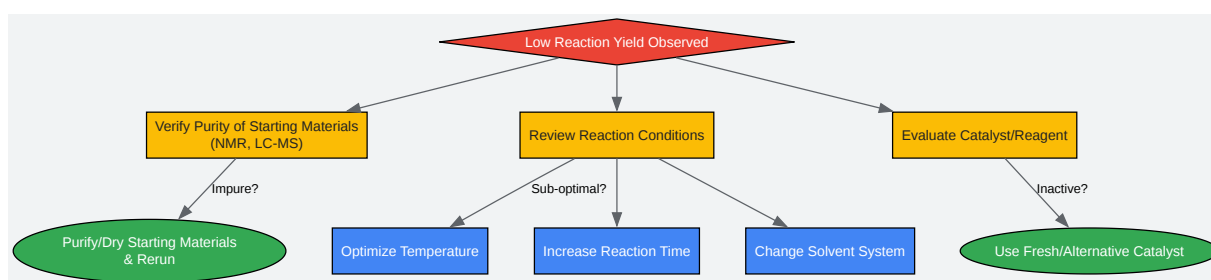 Low Reaction Yield Observed
Verify Purity of Starting Materials
(NMR, LC-MS)
Review Reaction Conditions
Evaluate Catalyst/Reagent
Impure?
Sub-optimal?
Inactive?
Purify/Dry Starting Materials
& Rerun
Optimize Temperature
Increase Reaction Time
Change Solvent System
Use Fresh/Alternative Catalyst